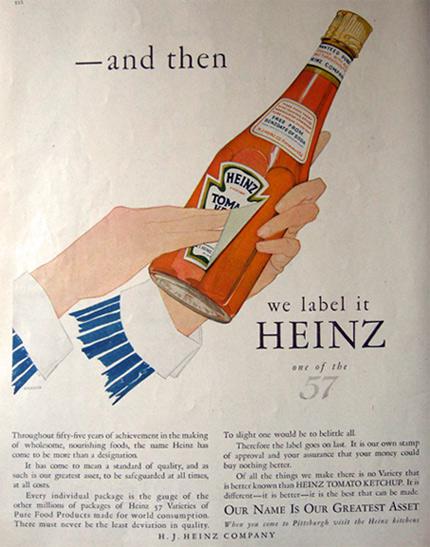 —and then
HEINZ
TOMA
FREE FROM
BENZOATE OF SODA
we label it
HEINZ
one of the
57
Throughout fifty-five years of achievement in the making
of wholesome, nourishing foods, the name Heinz has
come to be more than a designation.
It has come to mean a standard of quality, and as
such is our greatest asset, to be safeguarded at all times,
at all costs.
Every individual package is the gauge of the
other millions of packages of Heinz 57 Varieties of
Pure Food Products made for world consumption.
There must never be the least deviation in quality.
To slight one would be to belittle all.
Therefore the label goes on last. It is our own stamp
of approval and your assurance that your money could
buy nothing better.
Of all the things we make there is no Variety that
is better known than HEINZ TOMATO KETCHUP. It is
different—it is better—it is the best that can be made.
OUR NAME IS OUR GREATEST ASSET
When you come to Pittsburgh visit the Heinz kitchens
H. J. HEINZ COMPANY